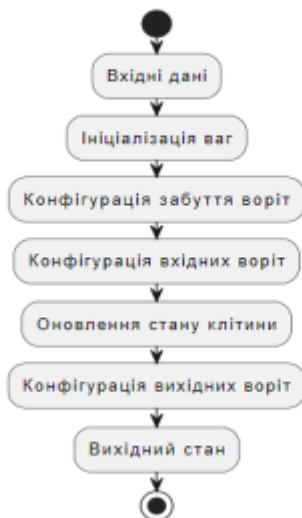 Вхідні дані
Ініціалізація ваг
Конфігурація забуття воріт
Конфігурація вхідних воріт
Оновлення стану клітини
Конфігурація вихідних воріт
Вихідний стан